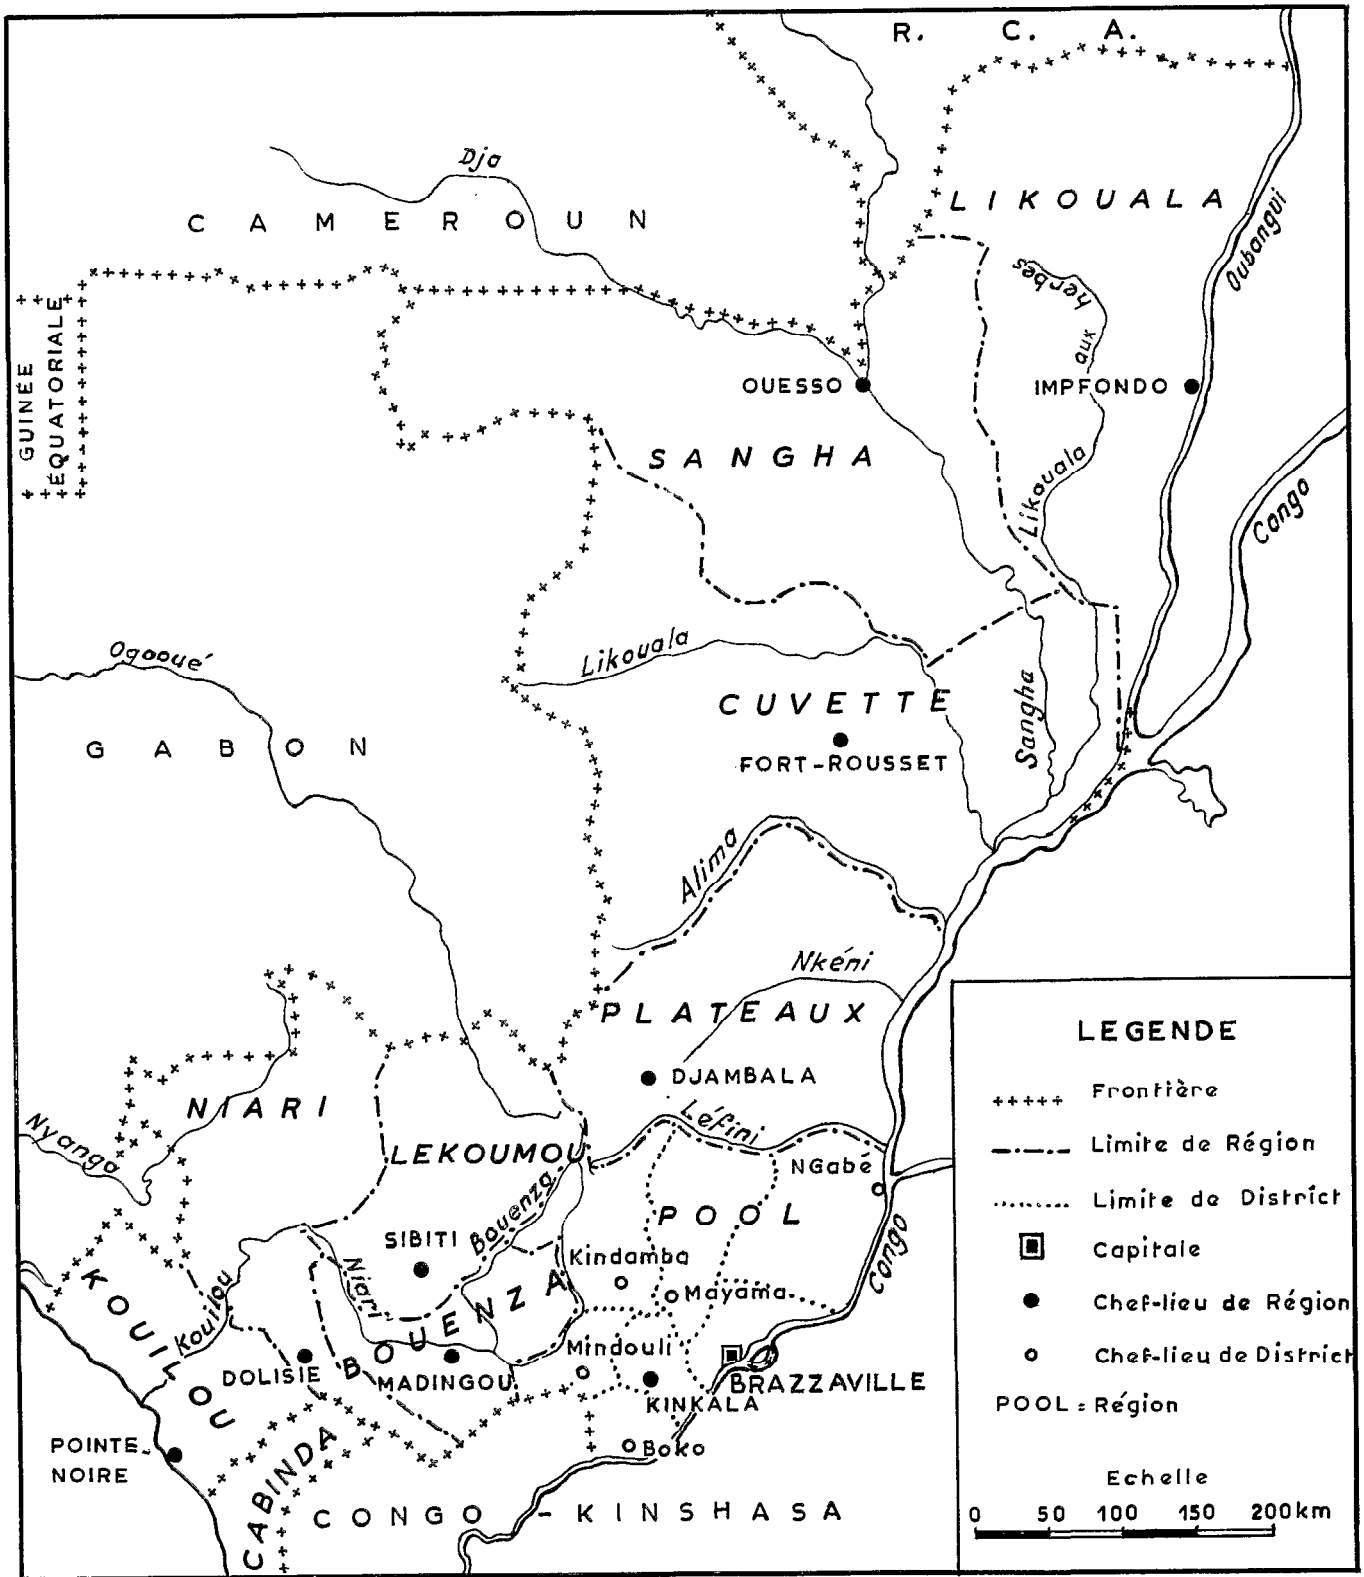 R. C. A.
Dja
LIKOUALA
CAMEROUN
Oubangui
herbes
aux
GUINÉE
ÉQUATORIALE
OUESSO
IMPFONDO
SANGHA
Likouala
Congo
Ogooué
Likouala
CUVETTE
Sangha
GABON
FORT-ROUSSET
Alima
Nkéni
PLATEAUX
DJAMBALA
NIARI
Léfini
Nyanga
LEKOUMOU
NGabé
Bouenza
POOL
SIBITI
Congo
Kindamba
KOUILOU
Niari
Kouilou
Mayama
BOUENZA
Mindouli
DOLISIE
MADINGOU
BRAZZAVILLE
KINKALA
POINTE-
NOIRE
Boko
CABINDA
CONGO - KINSHASA
LEGENDE
Frontière
Limite de Région
Limite de District
Capitale
Chef-lieu de Région
Chef-lieu de District
POOL = Région
Echelle
0 50 100 150 200km